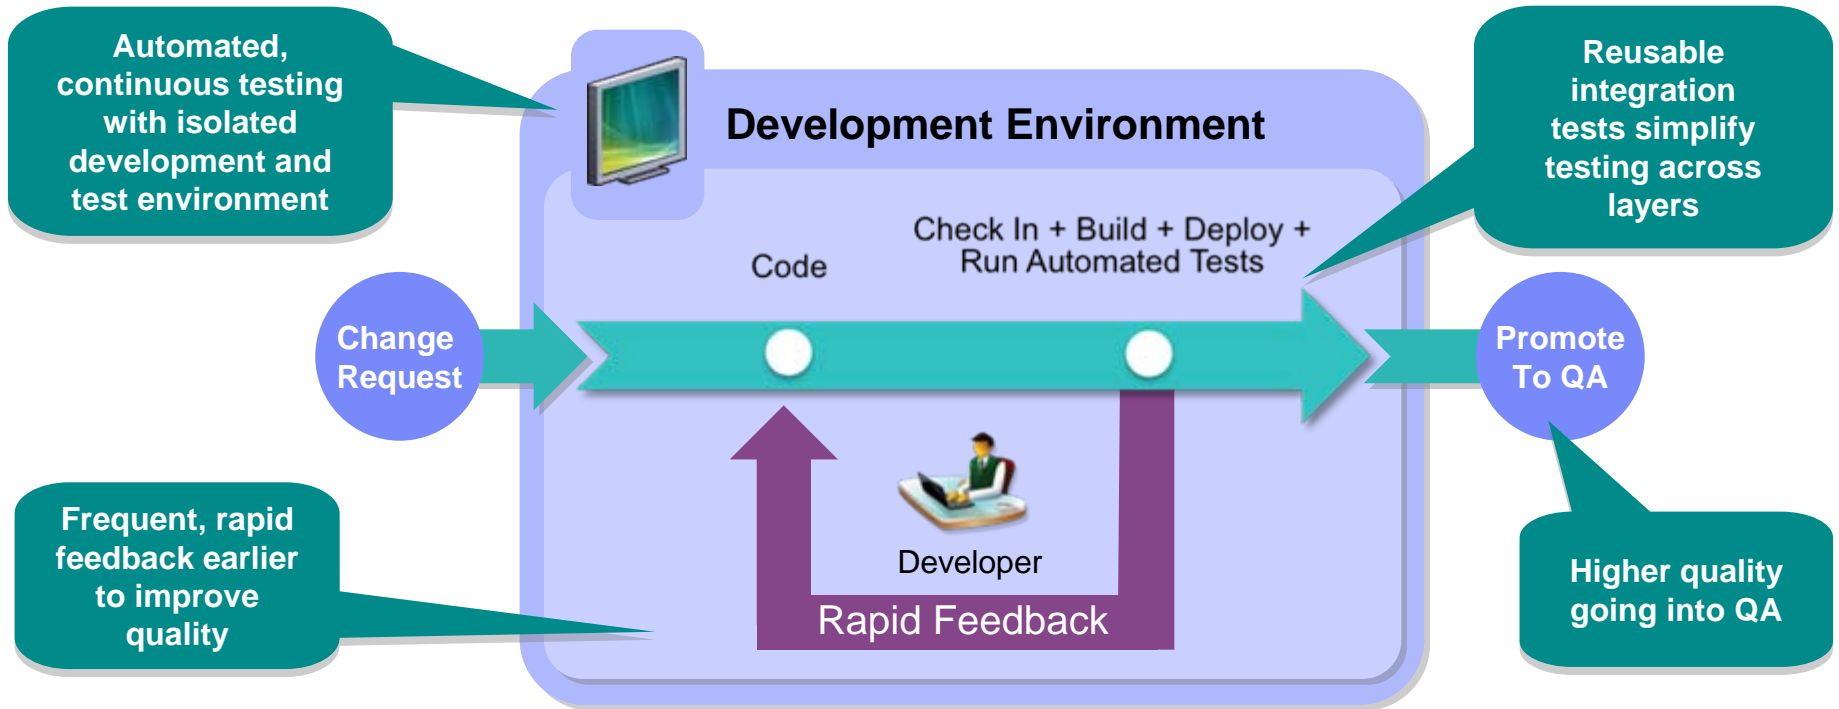 Automated,
continuous testing
with isolated
development and
test environment
Development Environment
Reusable
integration
tests simplify
testing across
layers
Code
Check In + Build + Deploy +
Run Automated Tests
Change
Request
Promote
To QA
Developer
Rapid Feedback
Frequent, rapid
feedback earlier
to improve
quality
Higher quality
going into QA